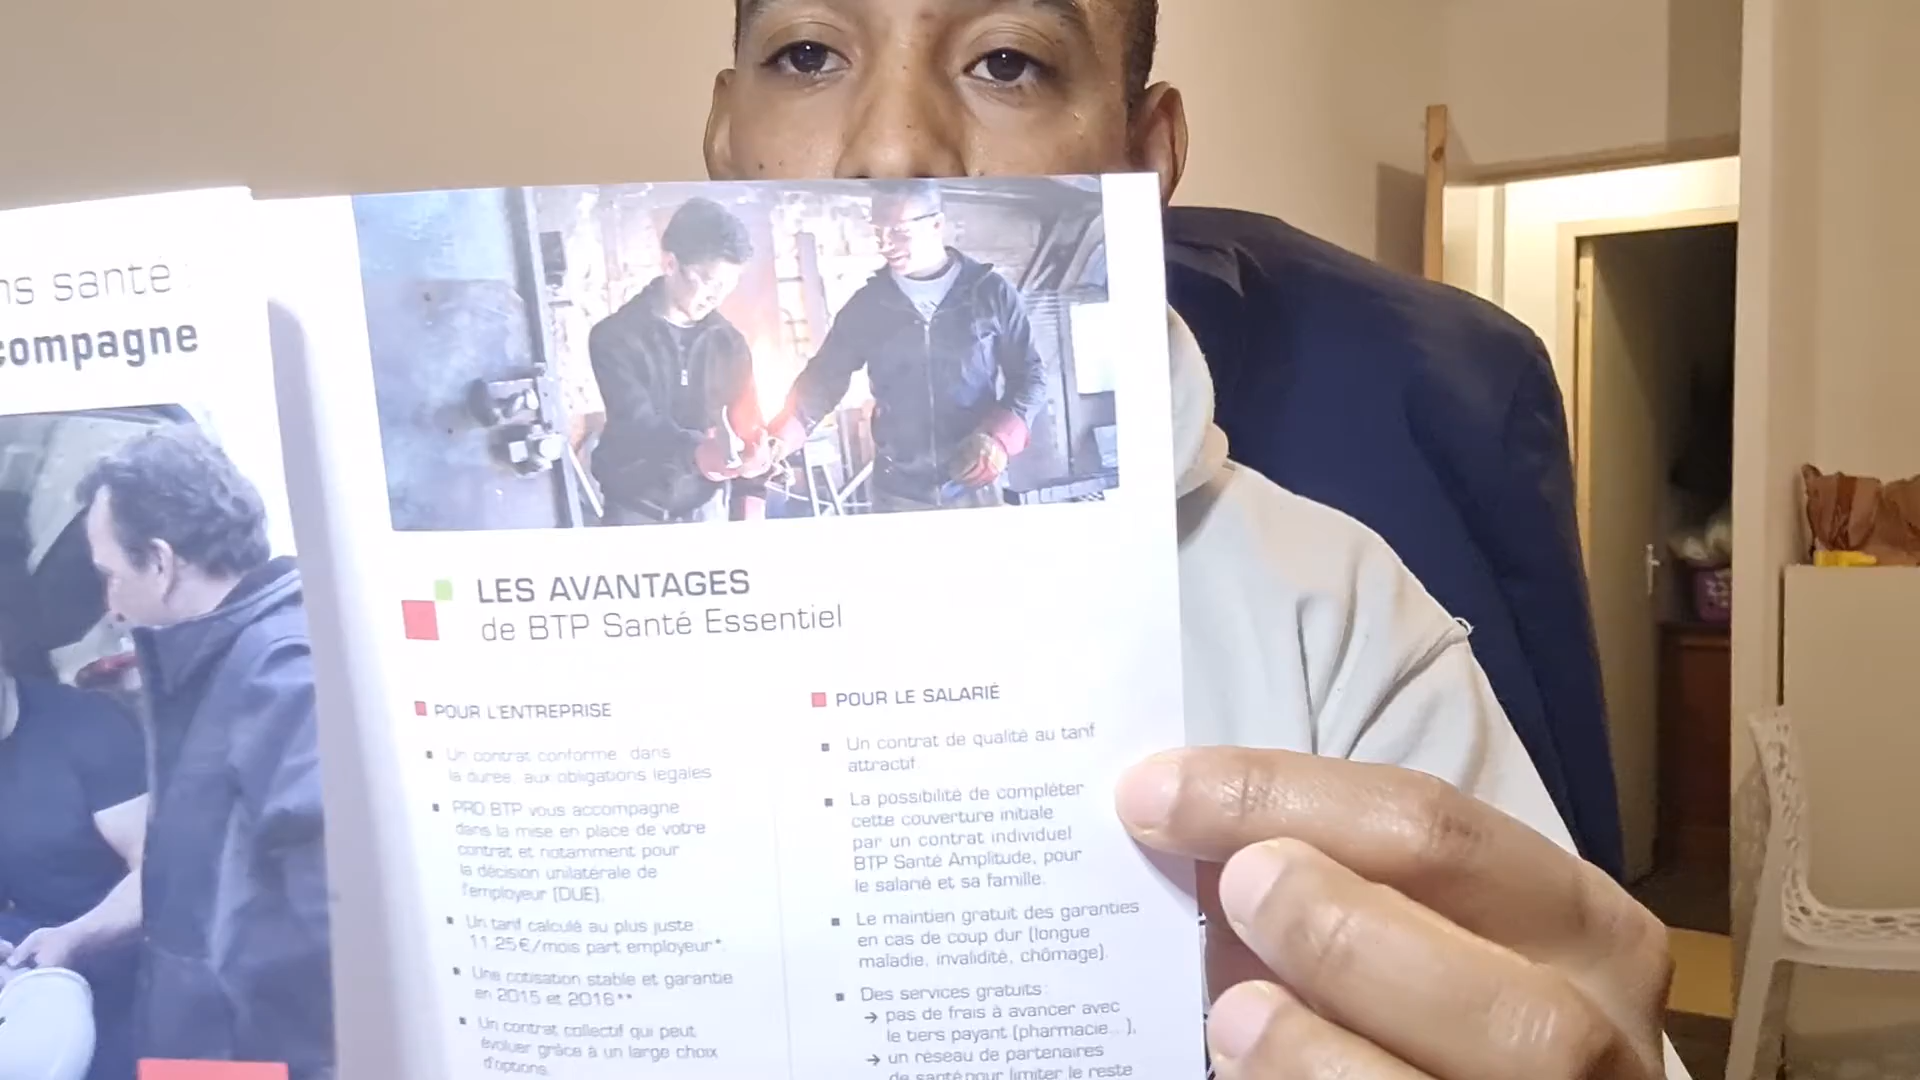 santé :
compagne
LES AVANTAGES
de BTP Santé Essentiel
POUR L'ENTREPRISE
Un contrat conforme, dans
la durée, aux obligations légales
PRO BTP vous accompagne
dans la mise en place de votre
contrat et notamment pour
la décision unilatérale de
l'employeur (DUE).
Un tarif calculé au plus juste :
11,25€/mois part employeur*.
Une cotisation stable et garantie
en 2015 et 2016**
Un contrat collectif qui peut
évoluer grâce à un large choix
d'options.
POUR LE SALARIÉ
Un contrat de qualité au tarif
attractif.
La possibilité de compléter
cette couverture initiale
par un contrat individuel
BTP Santé Amplitude, pour
le salarié et sa famille.
Le maintien gratuit des garanties
en cas de coup dur (longue
maladie, invalidité, chômage).
Des services gratuits :
→ pas de frais à avancer avec
le tiers payant (pharmacie...),
→ un réseau de partenaires
de santé pour limiter le reste